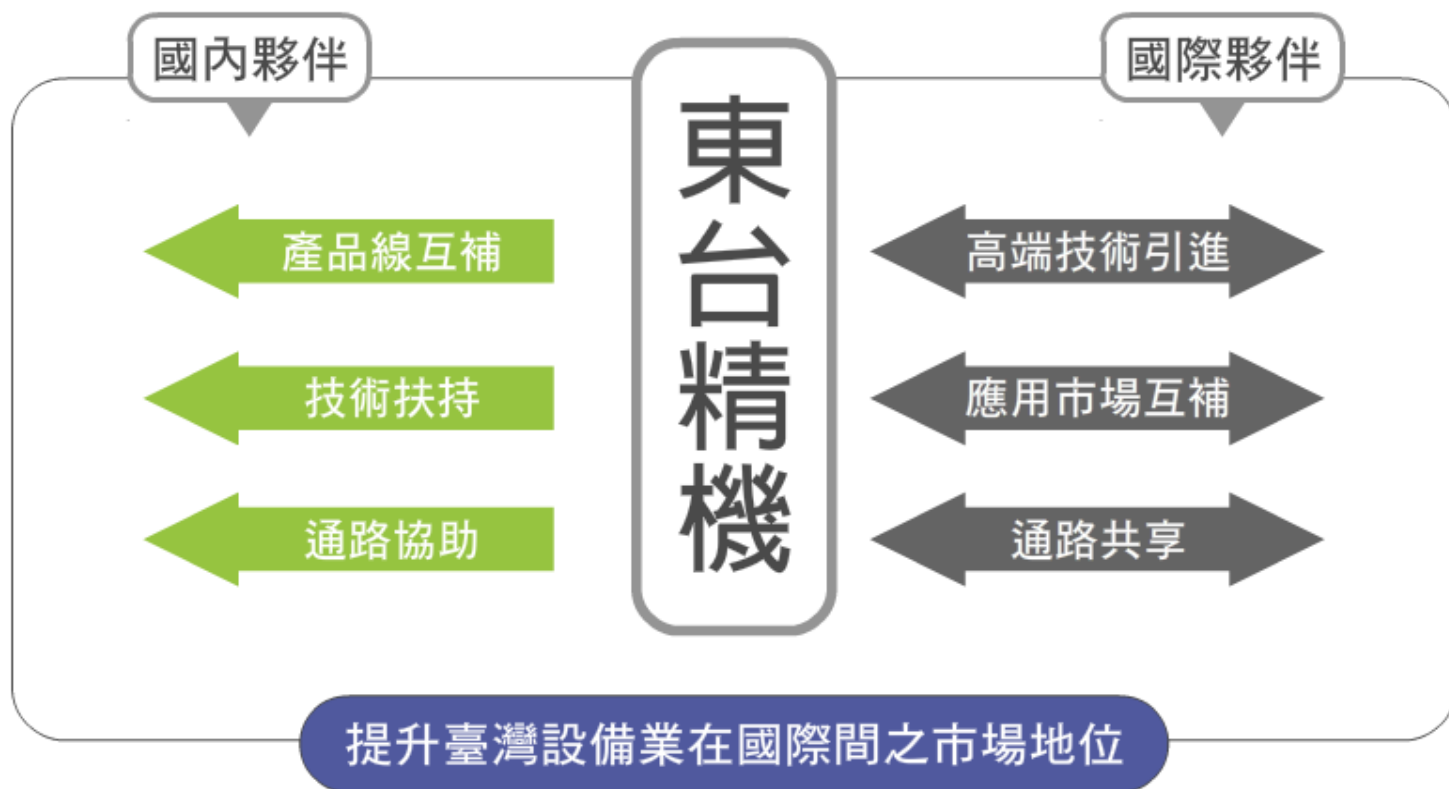 國內夥伴
國際夥伴
東台精機
產品線互補
高端技術引進
技術扶持
應用市場互補
通路協助
通路共享
提升臺灣設備業在國際間之市場地位